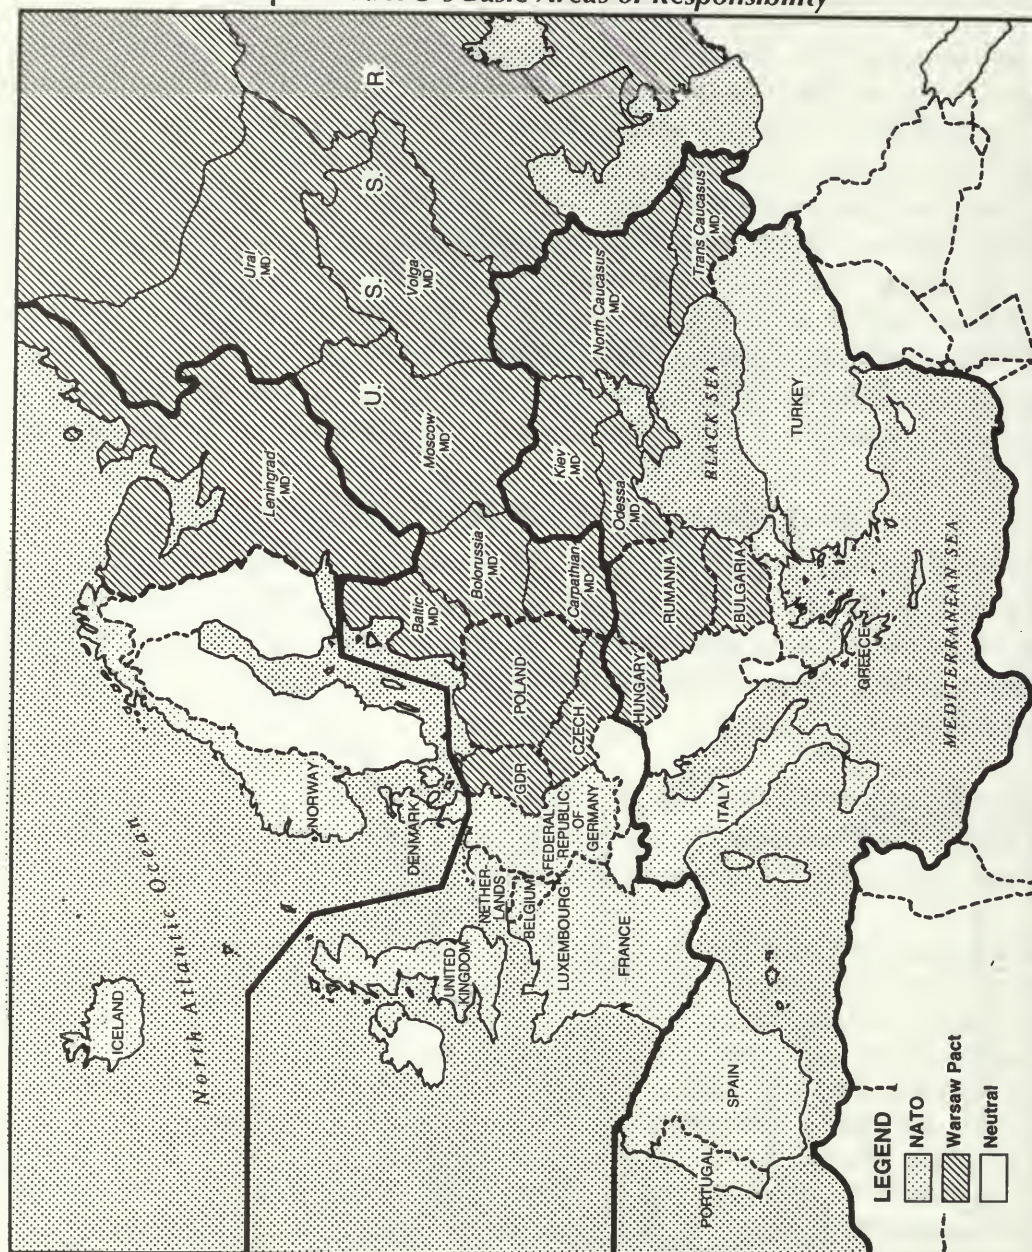 's Basic Areas of Responsibility
ICELAND
North Atlantic Ocean
NORWAY
DENMARK
UNITED
KINGDOM
NETHER-
LANDS
BELGIUM
LUXEMBOURG
FRANCE
FEDERAL
REPUBLIC
OF
GERMANY
GDR
POLAND
CZECH
HUNGARY
RUMANIA
BULGARIA
ITALY
GREECE
TURKEY
SPAIN
PORTUGAL
BLACK SEA
MEDITERRANEAN SEA
Leningrad
MD
Baltic
MD
Bolorussia
MD
Carpathian
MD
Moscow
MD
Kiev
MD
Odessa
MD
Ural
MD
Volga
MD
North Caucasus
MD
Trans Caucasus
MD
U. S. S. R.
LEGEND
NATO
Warsaw Pact
Neutral